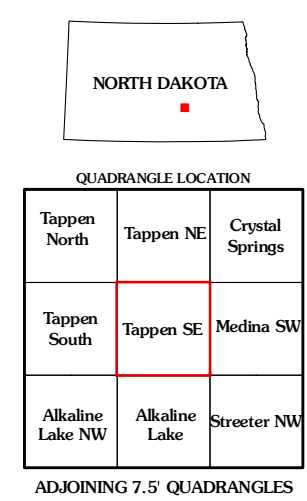 NORTH DAKOTA
QUADRANGLE LOCATION
Tappen
North
Tappen NE
Crystal
Springs
Tappen
South
Tappen SE
Medina SW
Alkaline
Lake NW
Alkaline
Lake
Streeter NW
ADJOINING 7.5' QUADRANGLES